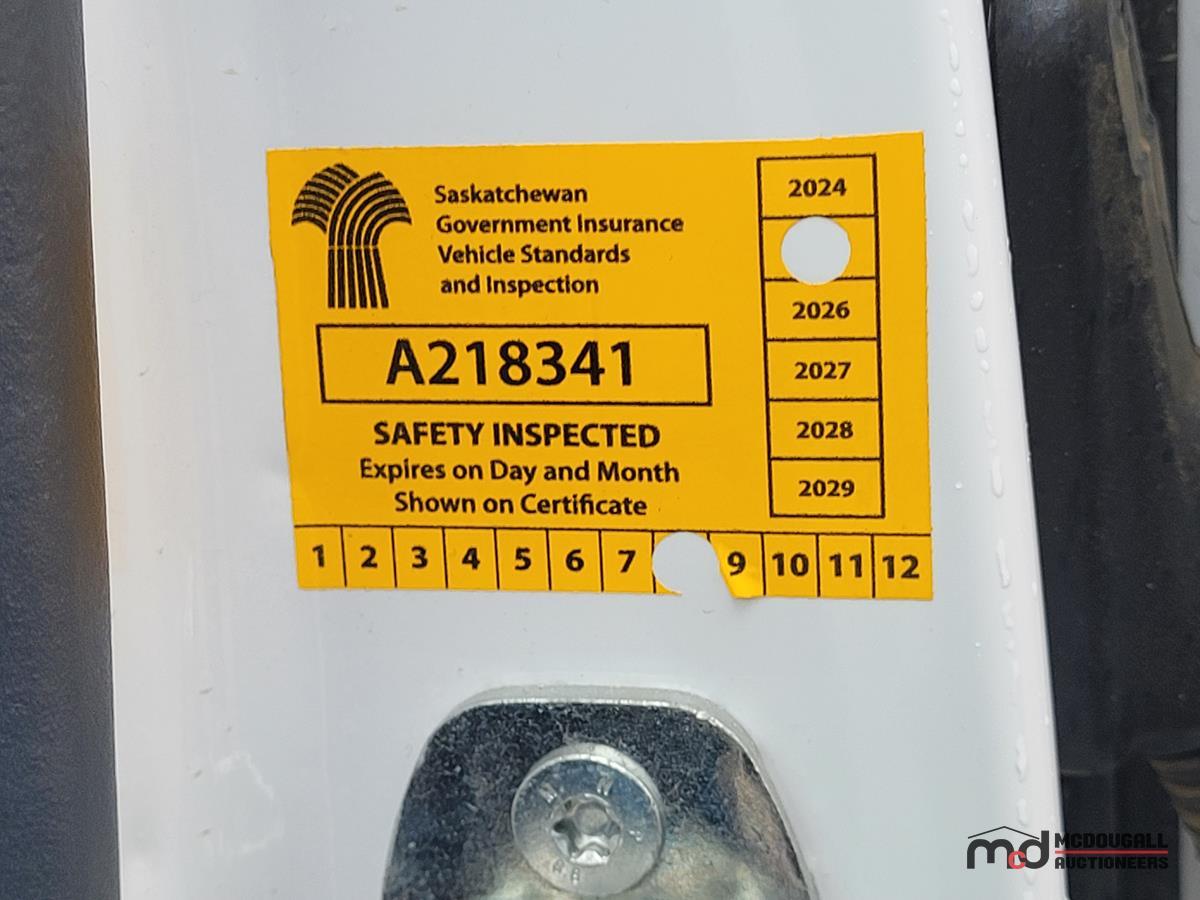 Saskatchewan
Government Insurance
Vehicle Standards
and Inspection
A218341
SAFETY INSPECTED
Expires on Day and Month
Shown on Certificate
2024
2026
2027
2028
2029
1 2 3 4 5 6 7 9 10 11 12
mcd MCDOUGALL
AUCTIONEERS